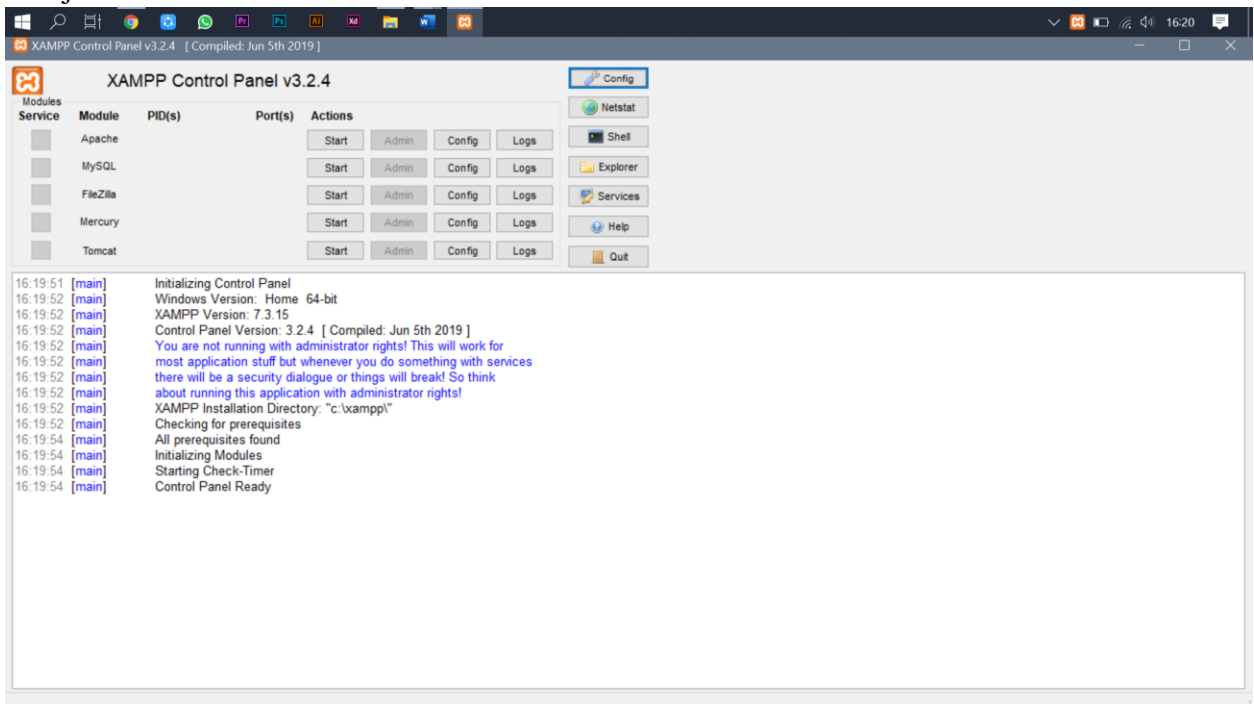 16:20
XAMPP Control Panel v3.2.4 [ Compiled: Jun 5th 2019 ]
XAMPP Control Panel v3.2.4
Config
Modules
Netstat
Service Module PID(s) Port(s) Actions
Apache Start Admin Config Logs
Shell
MySQL Start Admin Config Logs
Explorer
FileZilla Start Admin Config Logs
Services
Mercury Start Admin Config Logs
Help
Tomcat Start Admin Config Logs
Quit
16:19:51 [main] Initializing Control Panel
16:19:52 [main] Windows Version: Home 64-bit
16:19:52 [main] XAMPP Version: 7.3.15
16:19:52 [main] Control Panel Version: 3.2.4 [ Compiled: Jun 5th 2019 ]
16:19:52 [main] You are not running with administrator rights! This will work for
16:19:52 [main] most application stuff but whenever you do something with services
16:19:52 [main] there will be a security dialogue or things will break! So think
16:19:52 [main] about running this application with administrator rights!
16:19:52 [main] XAMPP Installation Directory: "c:\xampp\"
16:19:52 [main] Checking for prerequisites
16:19:54 [main] All prerequisites found
16:19:54 [main] Initializing Modules
16:19:54 [main] Starting Check-Timer
16:19:54 [main] Control Panel Ready